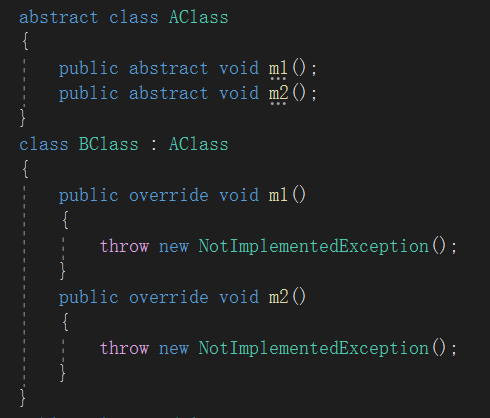 abstract class AClass
{
    public abstract void m1();
    public abstract void m2();
}
class BClass : AClass
{
    public override void m1()
    {
        throw new NotImplementedException();
    }
    public override void m2()
    {
        throw new NotImplementedException();
    }
}